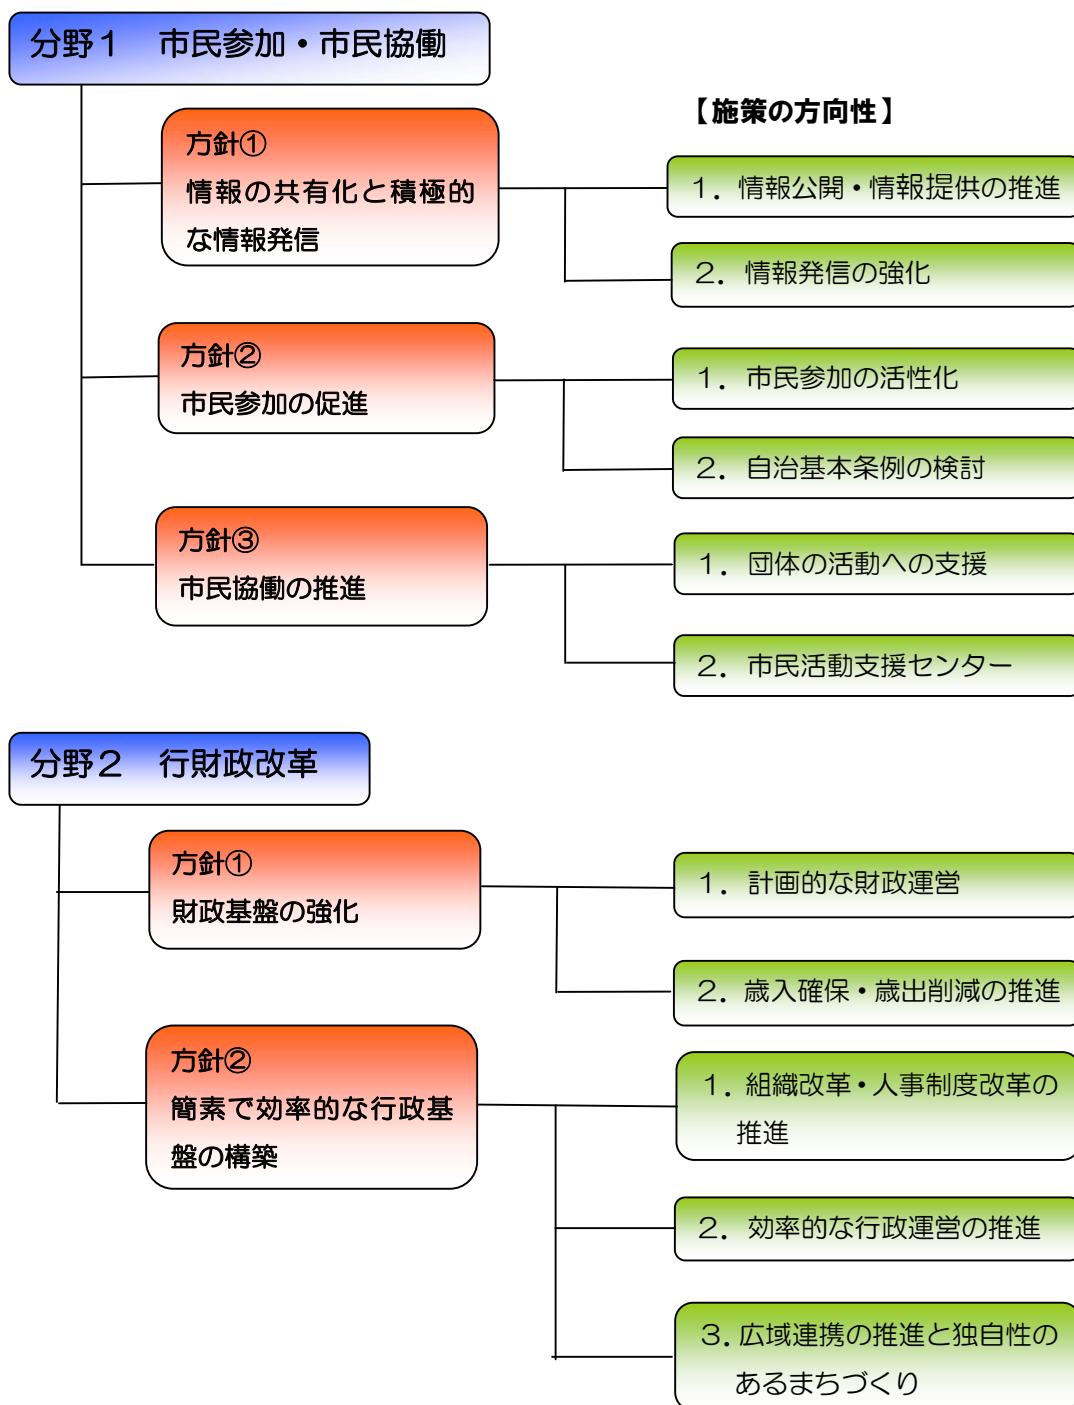 分野１　市民参加・市民協働
【施策の方向性】
方針①
情報の共有化と積極的
な情報発信
１．情報公開・情報提供の推進
２．情報発信の強化
方針②
市民参加の促進
１．市民参加の活性化
２．自治基本条例の検討
方針③
市民協働の推進
１．団体の活動への支援
２．市民活動支援センター
分野２　行財政改革
方針①
財政基盤の強化
１．計画的な財政運営
２．歳入確保・歳出削減の推進
方針②
簡素で効率的な行政基
盤の構築
１．組織改革・人事制度改革の
推進
２．効率的な行政運営の推進
３．広域連携の推進と独自性の
あるまちづくり